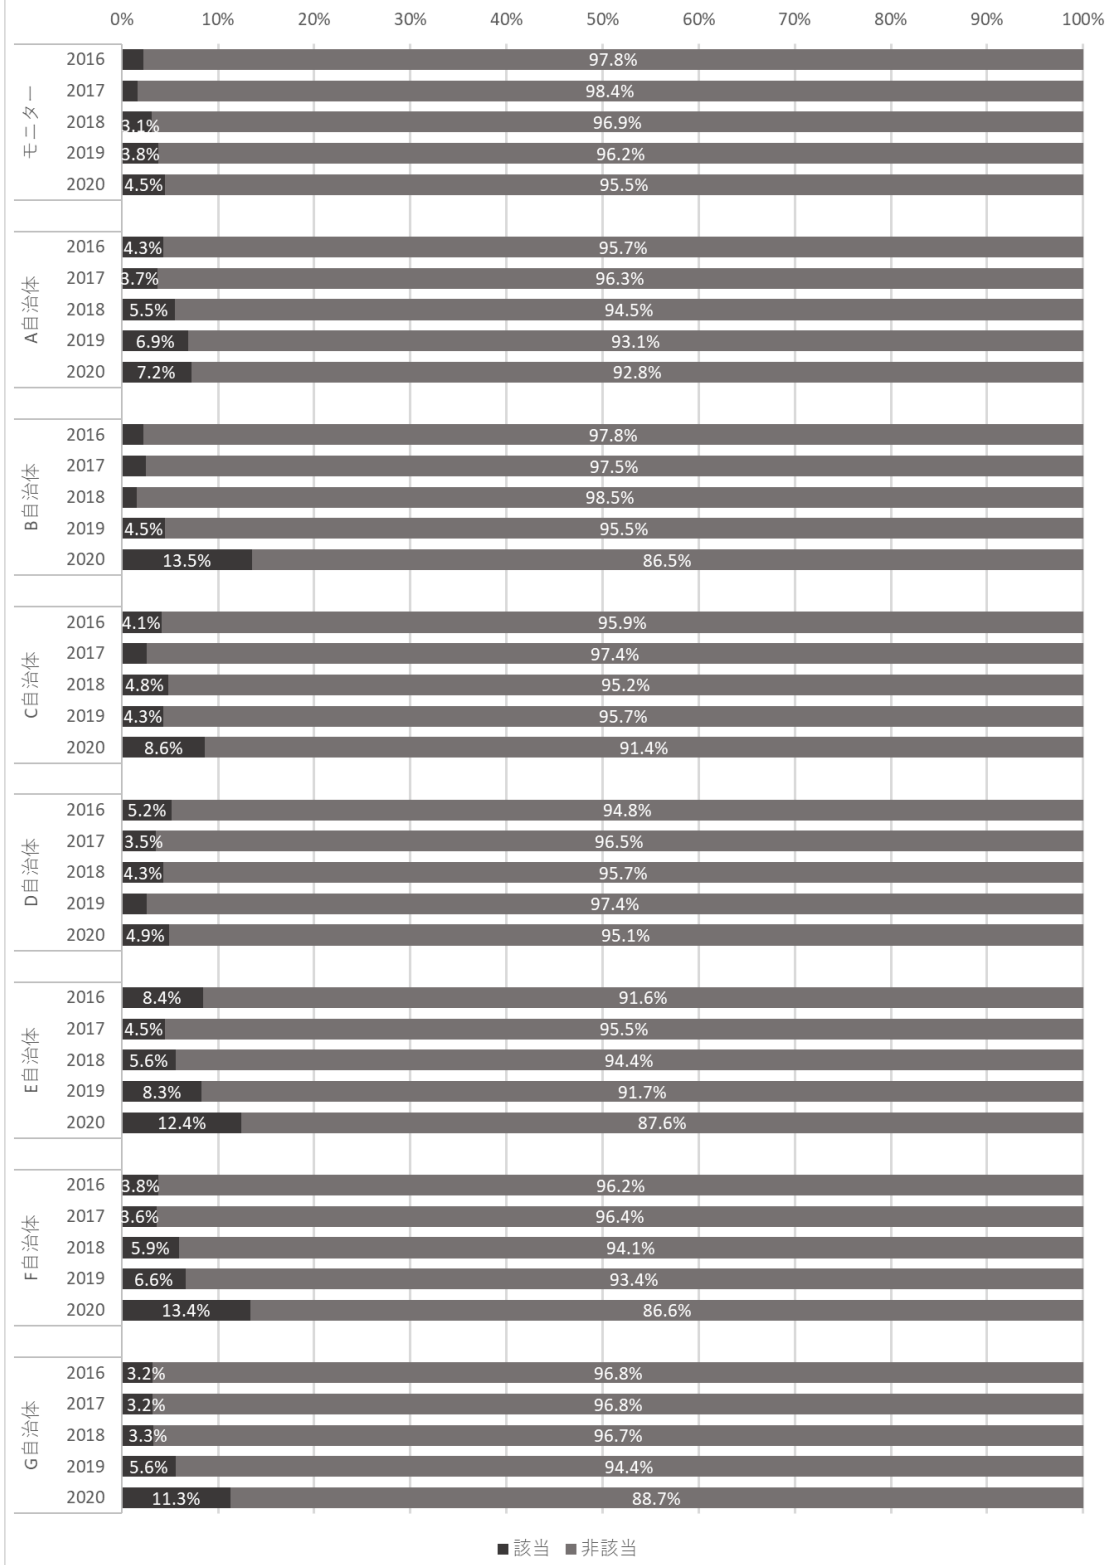 0% 10% 20% 30% 40% 50% 60% 70% 80% 90% 100%
モニター
2016 97.8%
2017 98.4%
2018 3.1% 96.9%
2019 3.8% 96.2%
2020 4.5% 95.5%
A自治体
2016 4.3% 95.7%
2017 3.7% 96.3%
2018 5.5% 94.5%
2019 6.9% 93.1%
2020 7.2% 92.8%
B自治体
2016 97.8%
2017 97.5%
2018 98.5%
2019 4.5% 95.5%
2020 13.5% 86.5%
C自治体
2016 4.1% 95.9%
2017 97.4%
2018 4.8% 95.2%
2019 4.3% 95.7%
2020 8.6% 91.4%
D自治体
2016 5.2% 94.8%
2017 3.5% 96.5%
2018 4.3% 95.7%
2019 97.4%
2020 4.9% 95.1%
E自治体
2016 8.4% 91.6%
2017 4.5% 95.5%
2018 5.6% 94.4%
2019 8.3% 91.7%
2020 12.4% 87.6%
F自治体
2016 3.8% 96.2%
2017 3.6% 96.4%
2018 5.9% 94.1%
2019 6.6% 93.4%
2020 13.4% 86.6%
G自治体
2016 3.2% 96.8%
2017 3.2% 96.8%
2018 3.3% 96.7%
2019 5.6% 94.4%
2020 11.3% 88.7%
該当 非該当